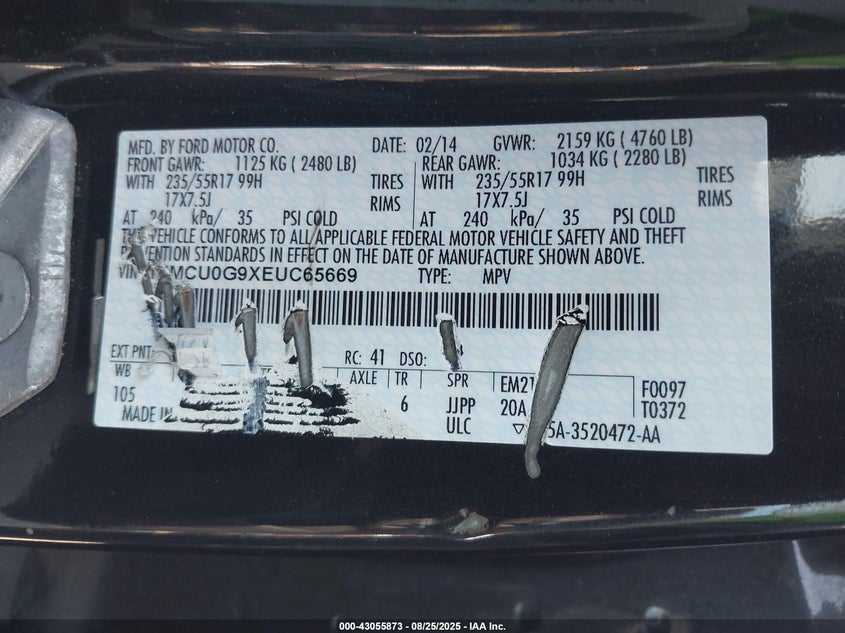 MFD. BY FORD MOTOR CO. DATE: 02/14 GVWR: 2159 KG ( 4760 LB)
FRONT GAWR: 1125 KG ( 2480 LB) REAR GAWR: 1034 KG ( 2280 LB)
WITH 235/55R17 99H TIRES WITH 235/55R17 99H TIRES
17X7.5J RIMS 17X7.5J RIMS
AT 240 kPa/ 35 PSI COLD AT 240 kPa/ 35 PSI COLD
THIS VEHICLE CONFORMS TO ALL APPLICABLE FEDERAL MOTOR VEHICLE SAFETY AND THEFT
PREVENTION STANDARDS IN EFFECT ON THE DATE OF MANUFACTURE SHOWN ABOVE.
VIN MCU0G9XEUC65669 TYPE: MPV
EXT PNT RC: 41 DSO:
WB AXLE TR SPR EM21 F0097
105 6 JJPP 20A T0372
MADE IN ULC 5A-3520472-AA
000-43055873 - 08/25/2025 - IAA Inc.